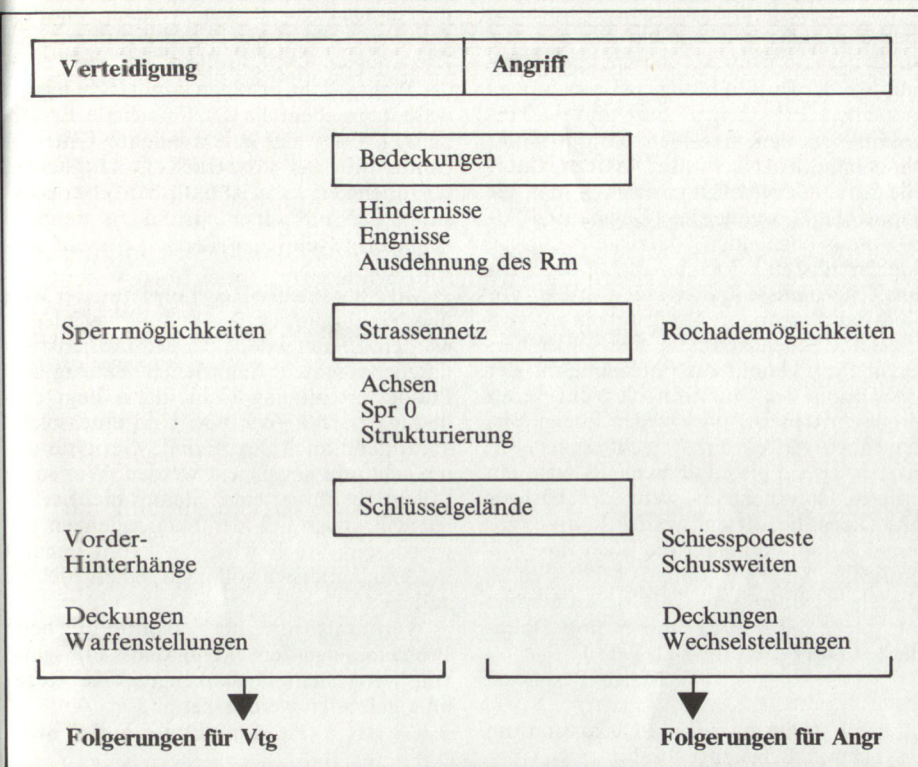 Verteidigung
Angriff
Bedeckungen
Hindernisse
Engnisse
Ausdehnung des Rm
Sperrmöglichkeiten
Strassennetz
Rochademöglichkeiten
Achsen
Spr 0
Strukturierung
Schlüsselgelände
Vorder-
Hinterhänge
Schiesspodeste
Schussweiten
Deckungen
Waffenstellungen
Deckungen
Wechselstellungen
Folgerungen für Vtg
Folgerungen für Angr